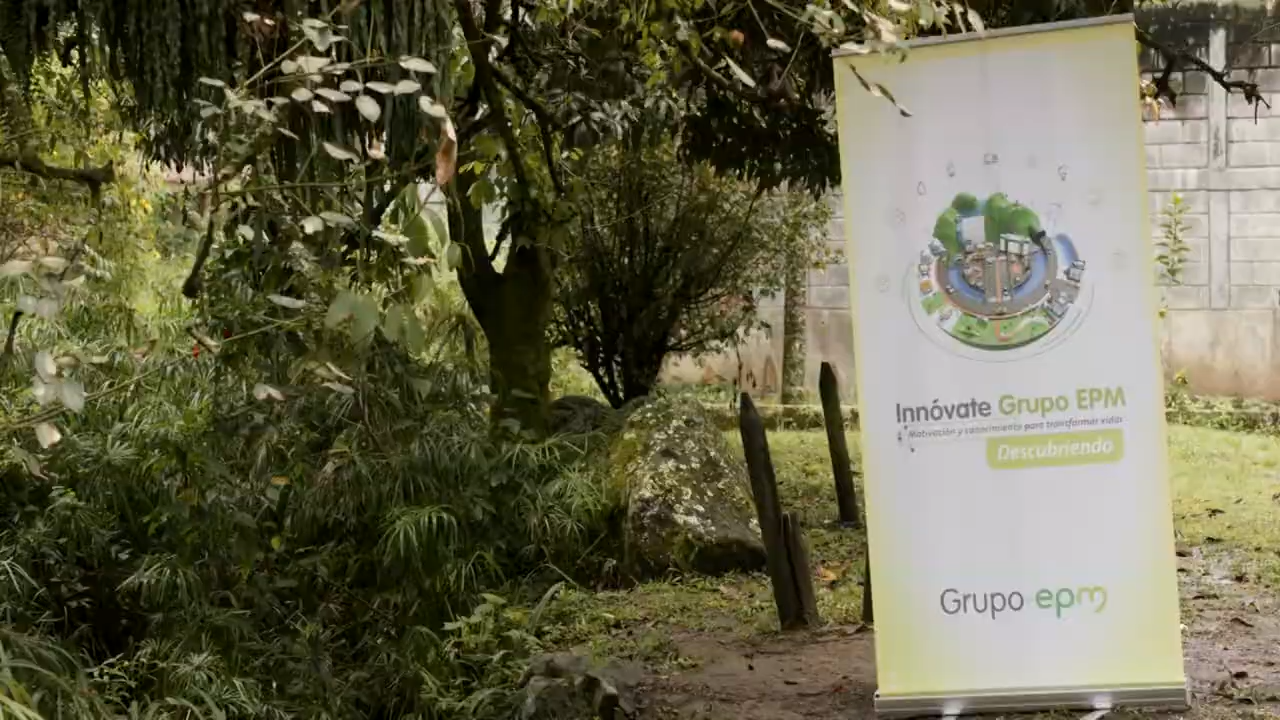 Innóvate Grupo EPM
Motivación y conocimiento para transformar vidas
Descubriendo
Grupo epm